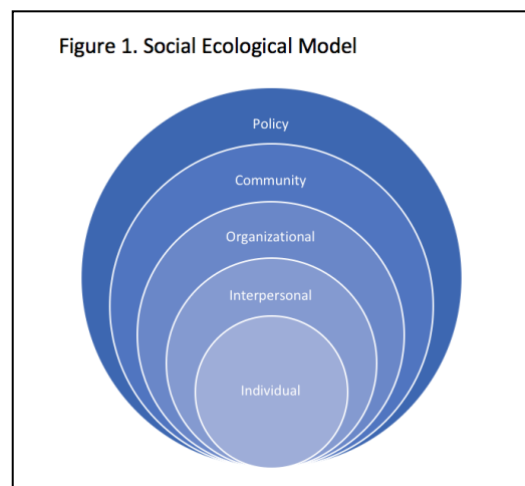 Figure 1. Social Ecological Model
Policy
Community
Organizational
Interpersonal
Individual